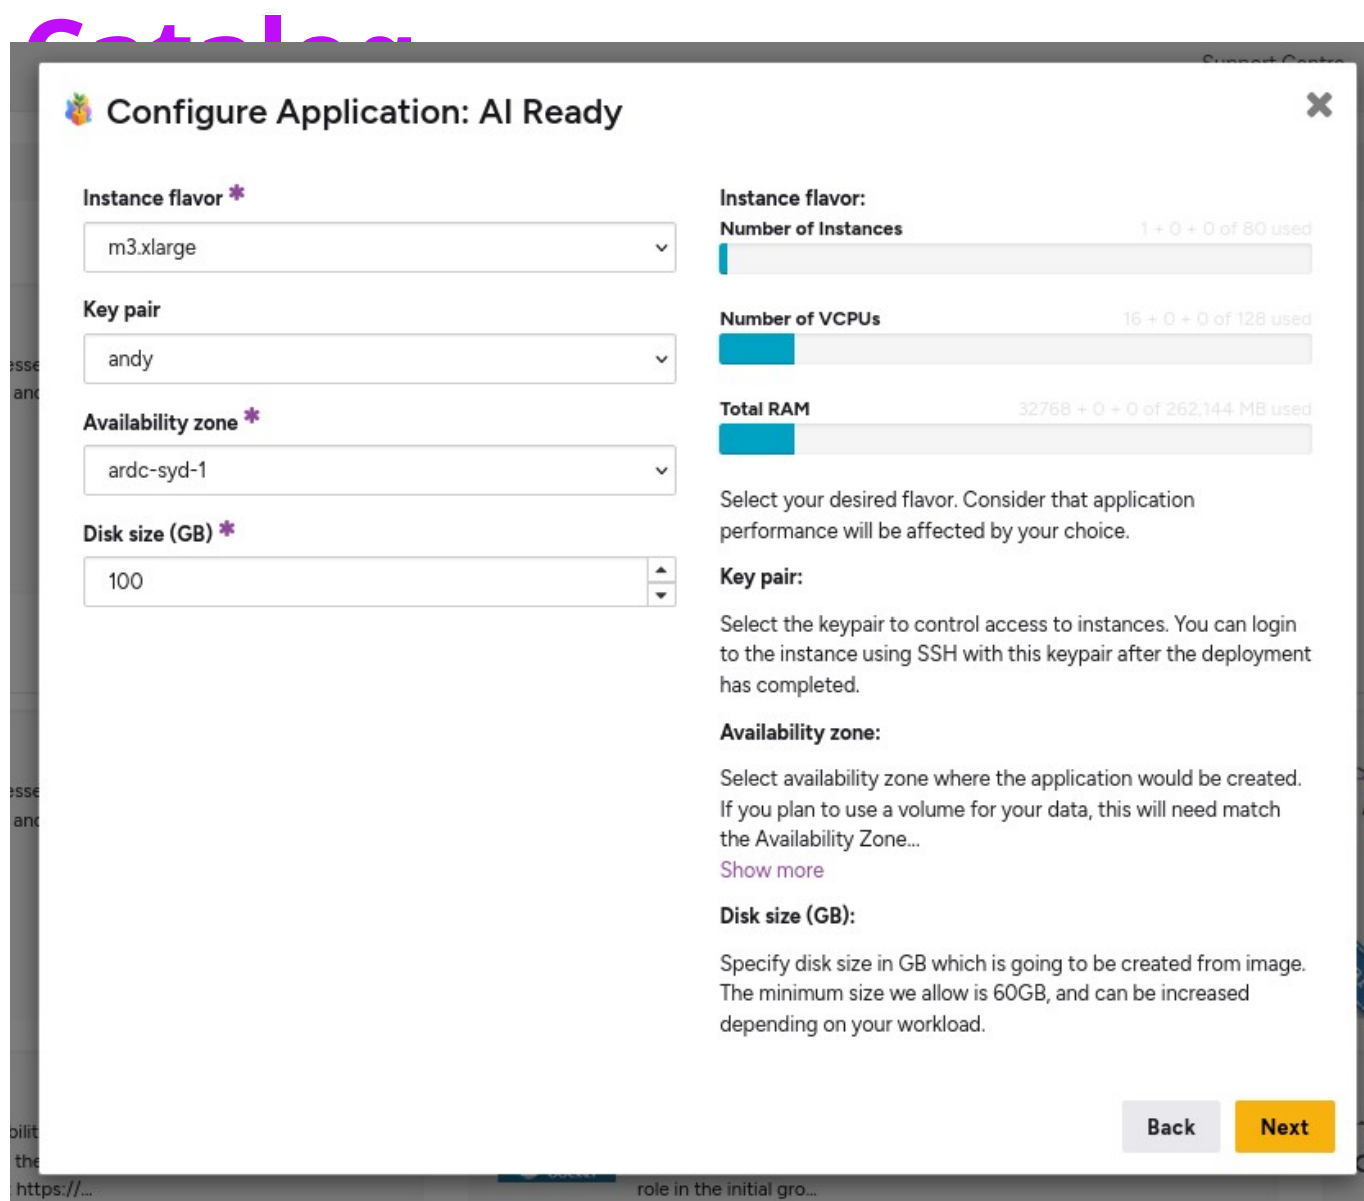 Catalog
Support Centre
Configure Application: AI Ready
Instance flavor *
m3.xlarge
Key pair
andy
Availability zone *
ardc-syd-1
Disk size (GB) *
100
Instance flavor:
Number of Instances 1 + 0 + 0 of 80 used
Number of VCPUs 16 + 0 + 0 of 128 used
Total RAM 32768 + 0 + 0 of 262,144 MB used
Select your desired flavor. Consider that application
performance will be affected by your choice.
Key pair:
Select the keypair to control access to instances. You can login
to the instance using SSH with this keypair after the deployment
has completed.
Availability zone:
Select availability zone where the application would be created.
If you plan to use a volume for your data, this will need match
the Availability Zone...
Show more
Disk size (GB):
Specify disk size in GB which is going to be created from image.
The minimum size we allow is 60GB, and can be increased
depending on your workload.
Back Next
the
https://...
role in the initial gro...